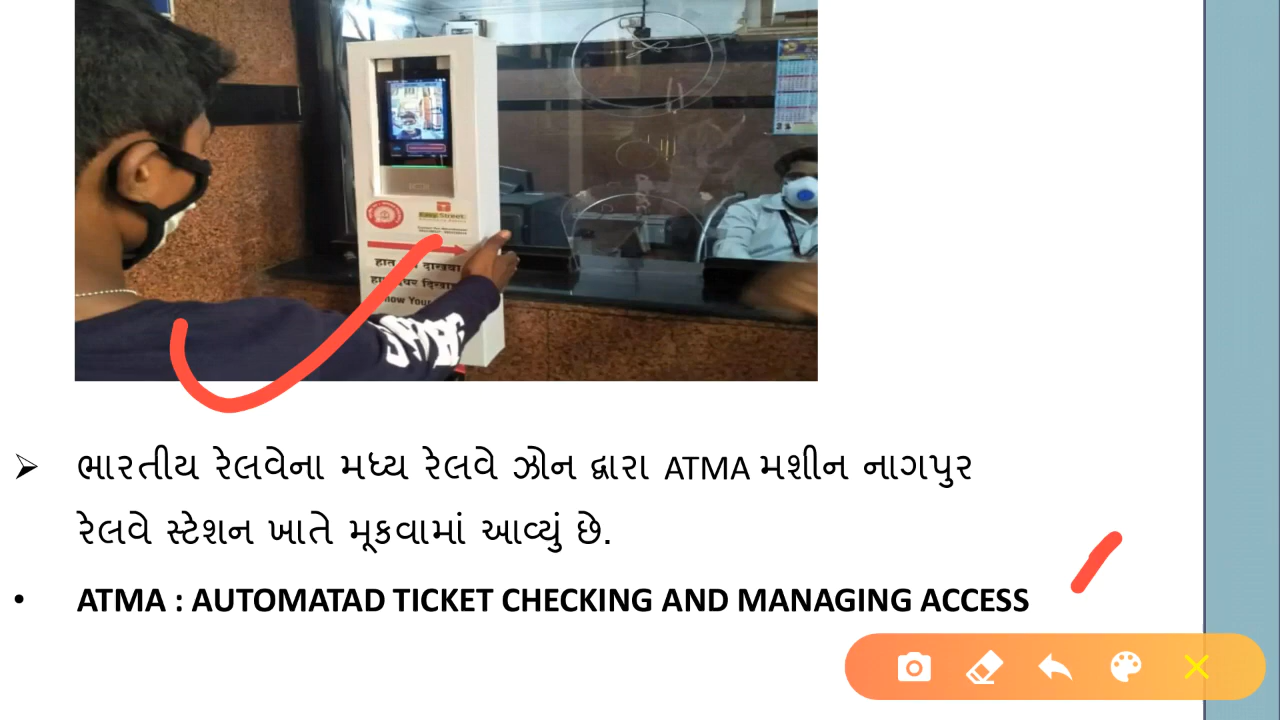 ભારતીય રેલવેના મધ્ય રેલવે ઝોન દ્વારા ATMA મશીન નાગપુર
રેલવે સ્ટેશન ખાતે મૂકવામાં આવ્યું છે.
ATMA : AUTOMATAD TICKET CHECKING AND MANAGING ACCESS